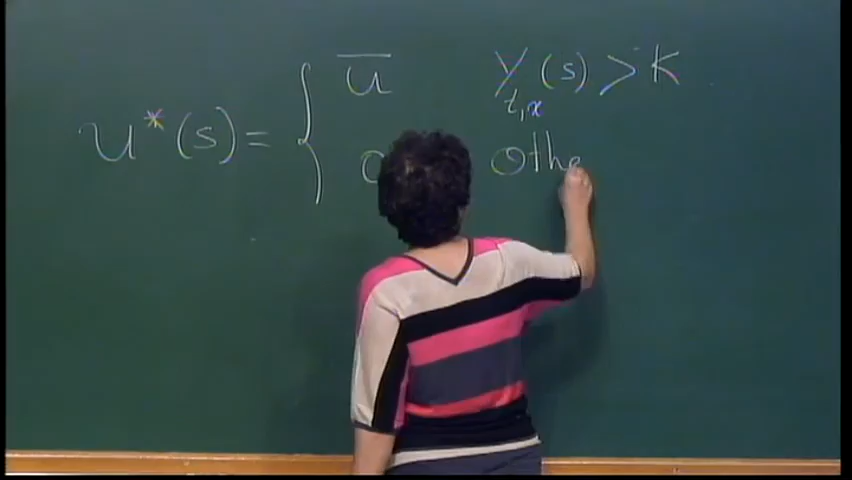 u*(s) = { ū Y_{t,x}(s) > K
0 othe